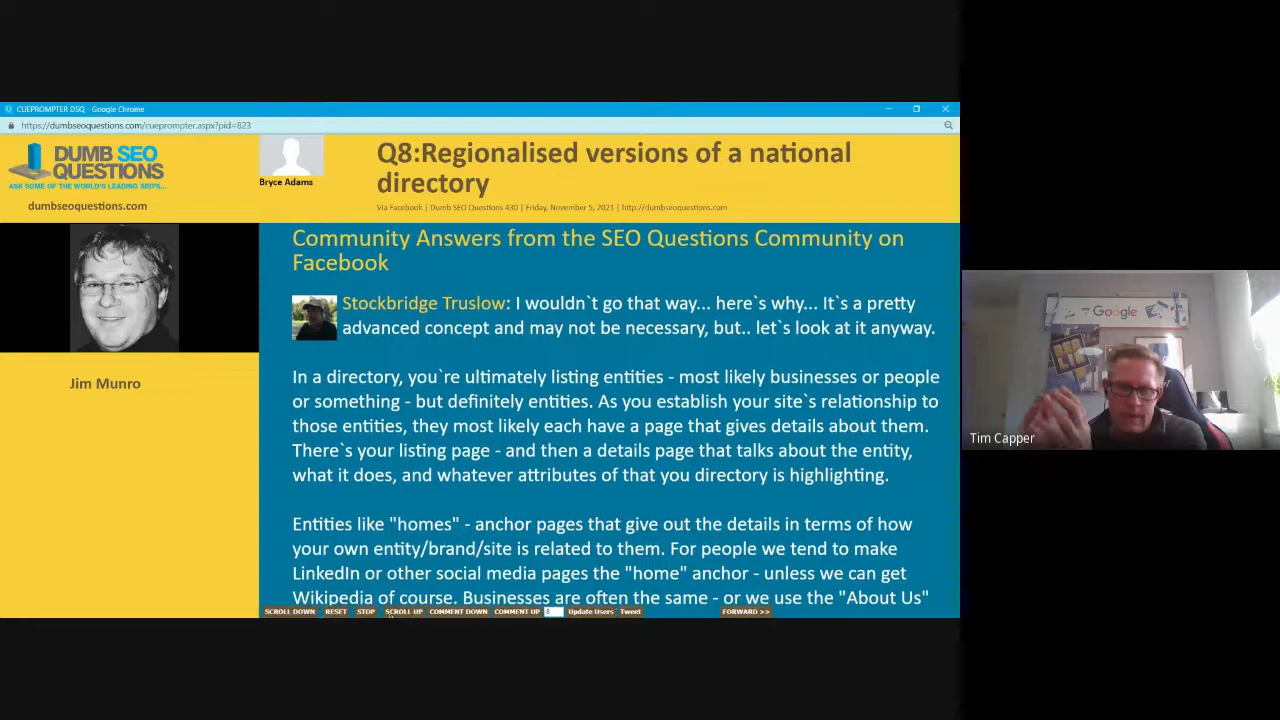 CUEPROMPTER DSQ - Google Chrome
https://dumbseoquestions.com/cueprompter.aspx?pid=823
DUMB SEO
QUESTIONS
ASK SOME OF THE WORLD'S LEADING SEO'S...
dumbseoquestions.com
Bryce Adams
Q8:Regionalised versions of a national
directory
Via Facebook | Dumb SEO Questions 430 | Friday, November 5, 2021 | http://dumbseoquestions.com
Jim Munro
Community Answers from the SEO Questions Community on
Facebook
Stockbridge Truslow: I wouldn`t go that way... here`s why... It`s a pretty
advanced concept and may not be necessary, but.. let`s look at it anyway.
In a directory, you`re ultimately listing entities - most likely businesses or people
or something - but definitely entities. As you establish your site`s relationship to
those entities, they most likely each have a page that gives details about them.
There`s your listing page - and then a details page that talks about the entity,
what it does, and whatever attributes of that you directory is highlighting.
Entities like "homes" - anchor pages that give out the details in terms of how
your own entity/brand/site is related to them. For people we tend to make
LinkedIn or other social media pages the "home" anchor - unless we can get
Wikipedia of course. Businesses are often the same - or we use the "About Us"
SCROLL DOWN RESET STOP SCROLL UP COMMENT DOWN COMMENT UP 8 Update Users Tweet FORWARD >>
Google
Tim Capper